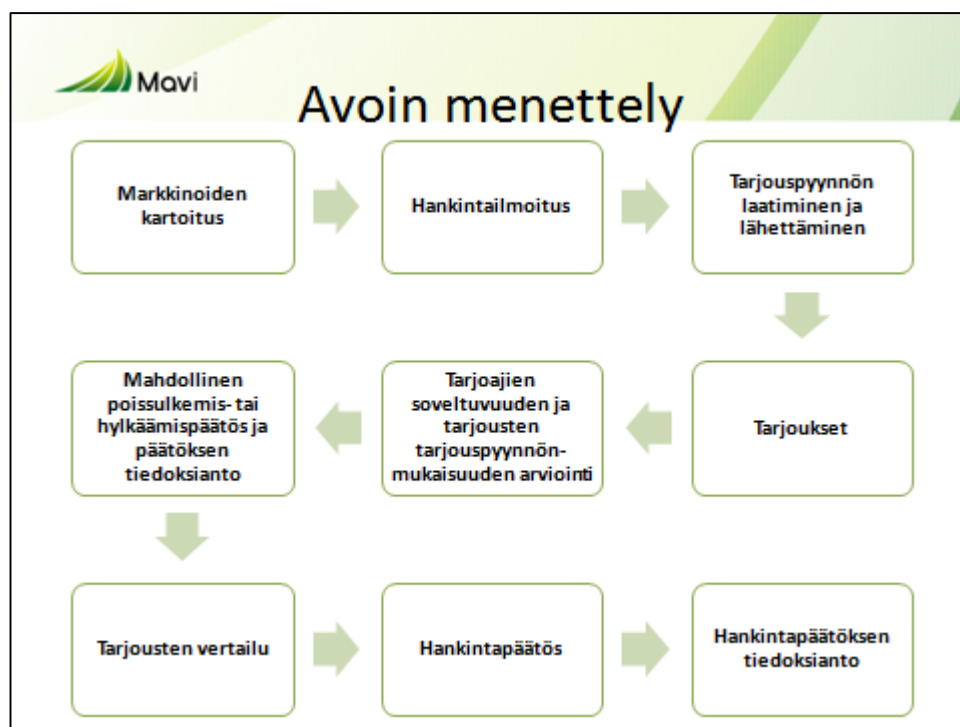 Mavi
Avoin menettely
Markkinoiden
kartoitus
Hankintailmoitus
Tarjouspyynnön
laatiminen ja
lähettäminen
Tarjoukset
Tarjoajien
soveltuvuuden ja
tarjousten
tarjouspyynnön-
mukaisuuden arviointi
Mahdollinen
poissulkemis- tai
hylkäämispäätös ja
päätöksen
tiedoksianto
Tarjousten vertailu
Hankintapäätös
Hankintapäätöksen
tiedoksianto